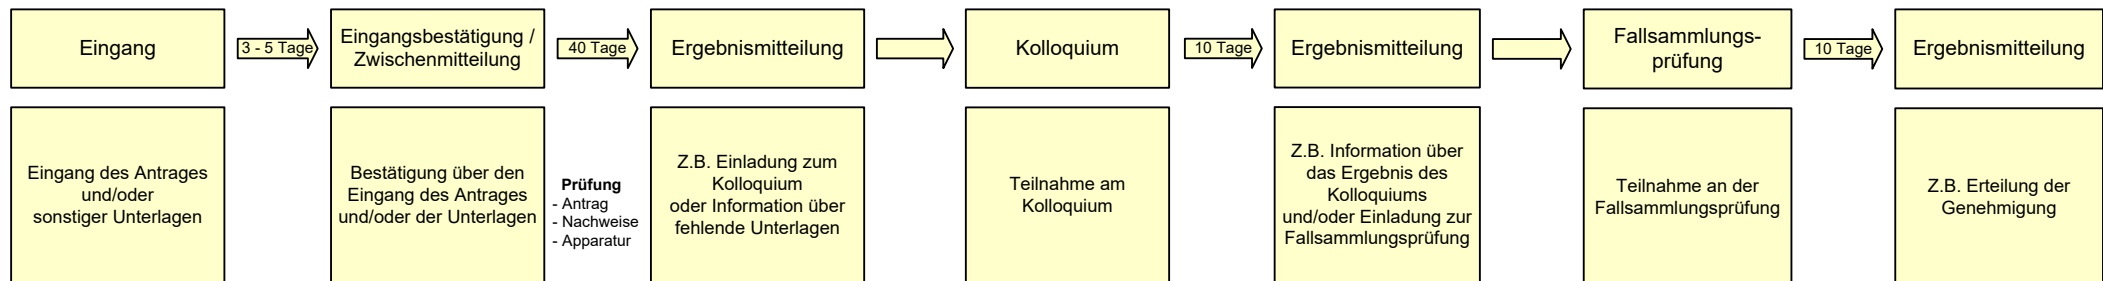 Eingang
3 - 5 Tage
Eingangsbestätigung /
Zwischenmitteilung
40 Tage
Ergebnismitteilung
Kolloquium
10 Tage
Ergebnismitteilung
Fallsammlungs-
prüfung
10 Tage
Ergebnismitteilung
Eingang des Antrages
und/oder
sonstiger Unterlagen
Bestätigung über den
Eingang des Antrages
und/oder der Unterlagen
Prüfung
- Antrag
- Nachweise
- Apparatur
Z.B. Einladung zum
Kolloquium
oder Information über
fehlende Unterlagen
Teilnahme am
Kolloquium
Z.B. Information über
das Ergebnis des
Kolloquiums
und/oder Einladung zur
Fallsammlungsprüfung
Teilnahme an der
Fallsammlungsprüfung
Z.B. Erteilung der
Genehmigung